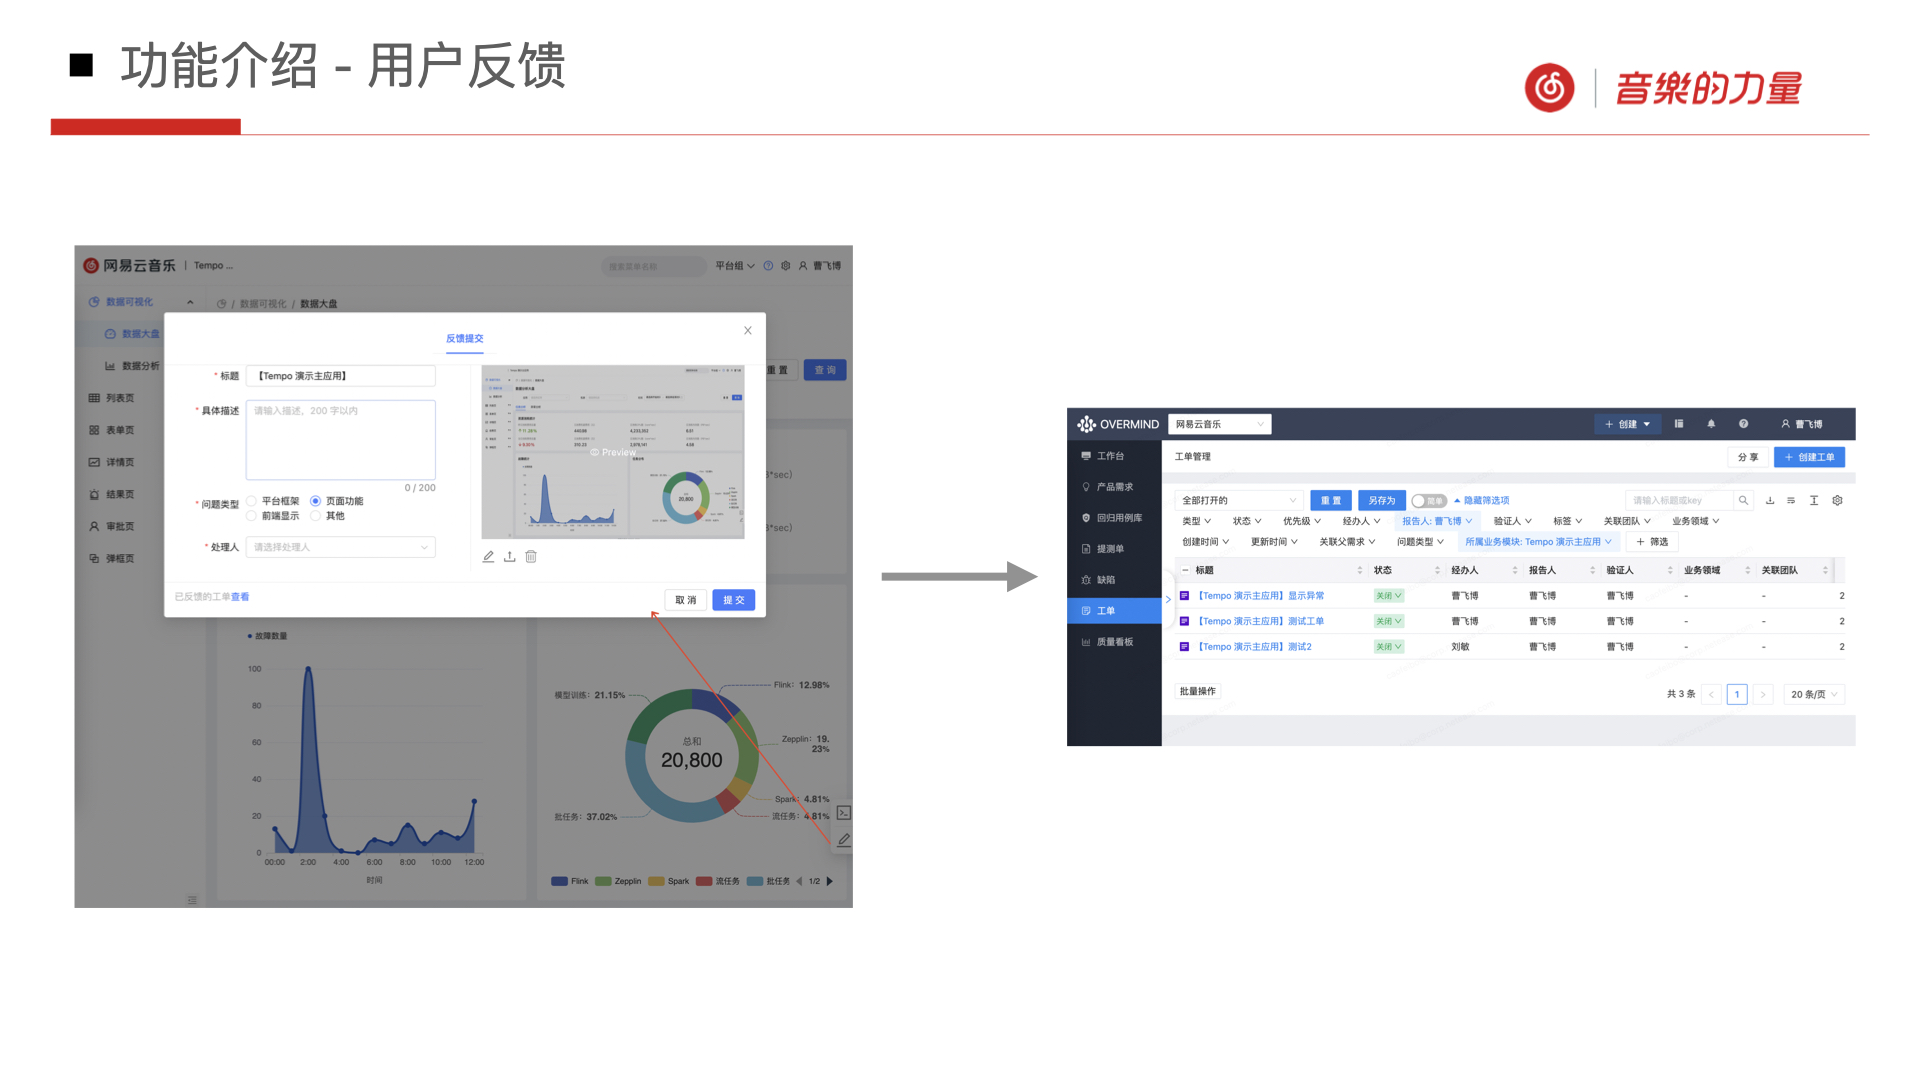 ■ 功能介绍 - 用户反馈
音樂的力量
网易云音乐 | Tempo ...
搜索菜单名称
平台组
曹飞博
数据可视化
/ 数据可视化 / 数据大盘
数据大盘
数据分析
列表页
表单页
详情页
结果页
审批页
弹框页
重 置
查 询
反馈提交
* 标题
【Tempo 演示主应用】
* 具体描述
请输入描述，200 字以内
0 / 200
* 问题类型
平台框架
页面功能
前端显示
其他
* 处理人
请选择处理人
Preview
已反馈的工单查看
取 消
提 交
3*sec)
3*sec)
故障数量
100
80
60
40
20
0
00:00 2:00 4:00 6:00 8:00 10:00 12:00
时间
模型训练: 21.15%
Flink: 12.98%
Zepplin: 19.
23%
Spark: 4.81%
流任务: 4.81%
批任务: 37.02%
总和
20,800
Flink Zepplin Spark 流任务 批任务 1/2
OVERMIND
网易云音乐
+ 创建
曹飞博
工作台
产品需求
回归用例库
提测单
缺陷
工单
质量看板
工单管理
分 享
+ 创建工单
全部打开的
重 置
另存为
简单
隐藏筛选项
请输入标题或key
类型 状态 优先级 经办人 报告人: 曹飞博 验证人 标签 关联团队 业务领域
创建时间 更新时间 关联父需求 问题类型 所属业务模块: Tempo 演示主应用 + 筛选
标题 状态 经办人 报告人 验证人 业务领域 关联团队
【Tempo 演示主应用】显示异常 关闭 曹飞博 曹飞博 曹飞博 - - 2
【Tempo 演示主应用】测试工单 关闭 曹飞博 曹飞博 曹飞博 - - 2
【Tempo 演示主应用】测试2 关闭 刘敏 曹飞博 曹飞博 - - 2
批量操作
共 3 条 < 1 > 20 条/页